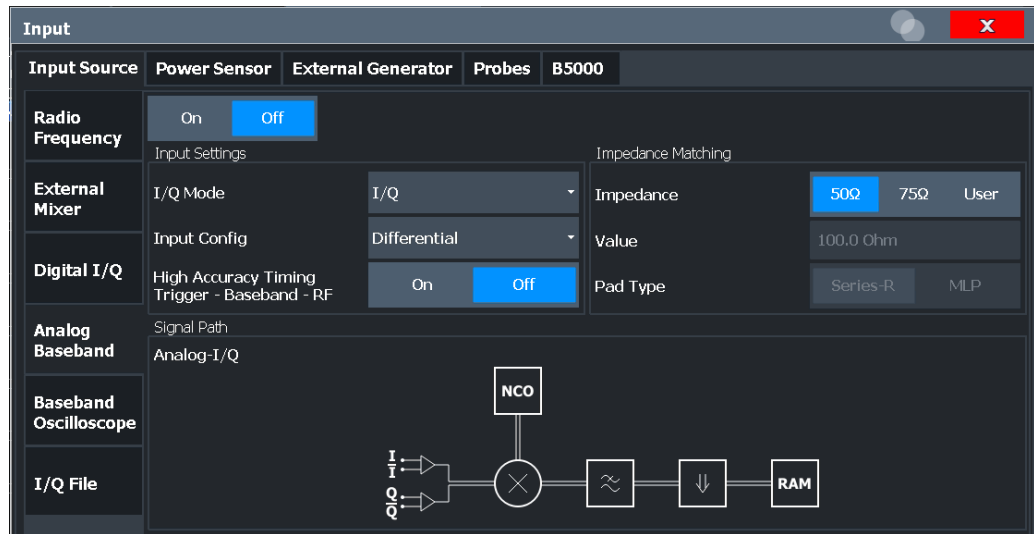 Input
X
Input Source Power Sensor External Generator Probes B5000
Radio
Frequency
On Off
Input Settings
Impedance Matching
External
Mixer
I/Q Mode
I/Q
Impedance
50Ω 75Ω User
Input Config
Differential
Value
100.0 Ohm
Digital I/Q
High Accuracy Timing
Trigger - Baseband - RF
On Off
Pad Type
Series-R MLP
Analog
Baseband
Signal Path
Analog-I/Q
Baseband
Oscilloscope
NCO
I/Q File
I
I
Q
Q
RAM